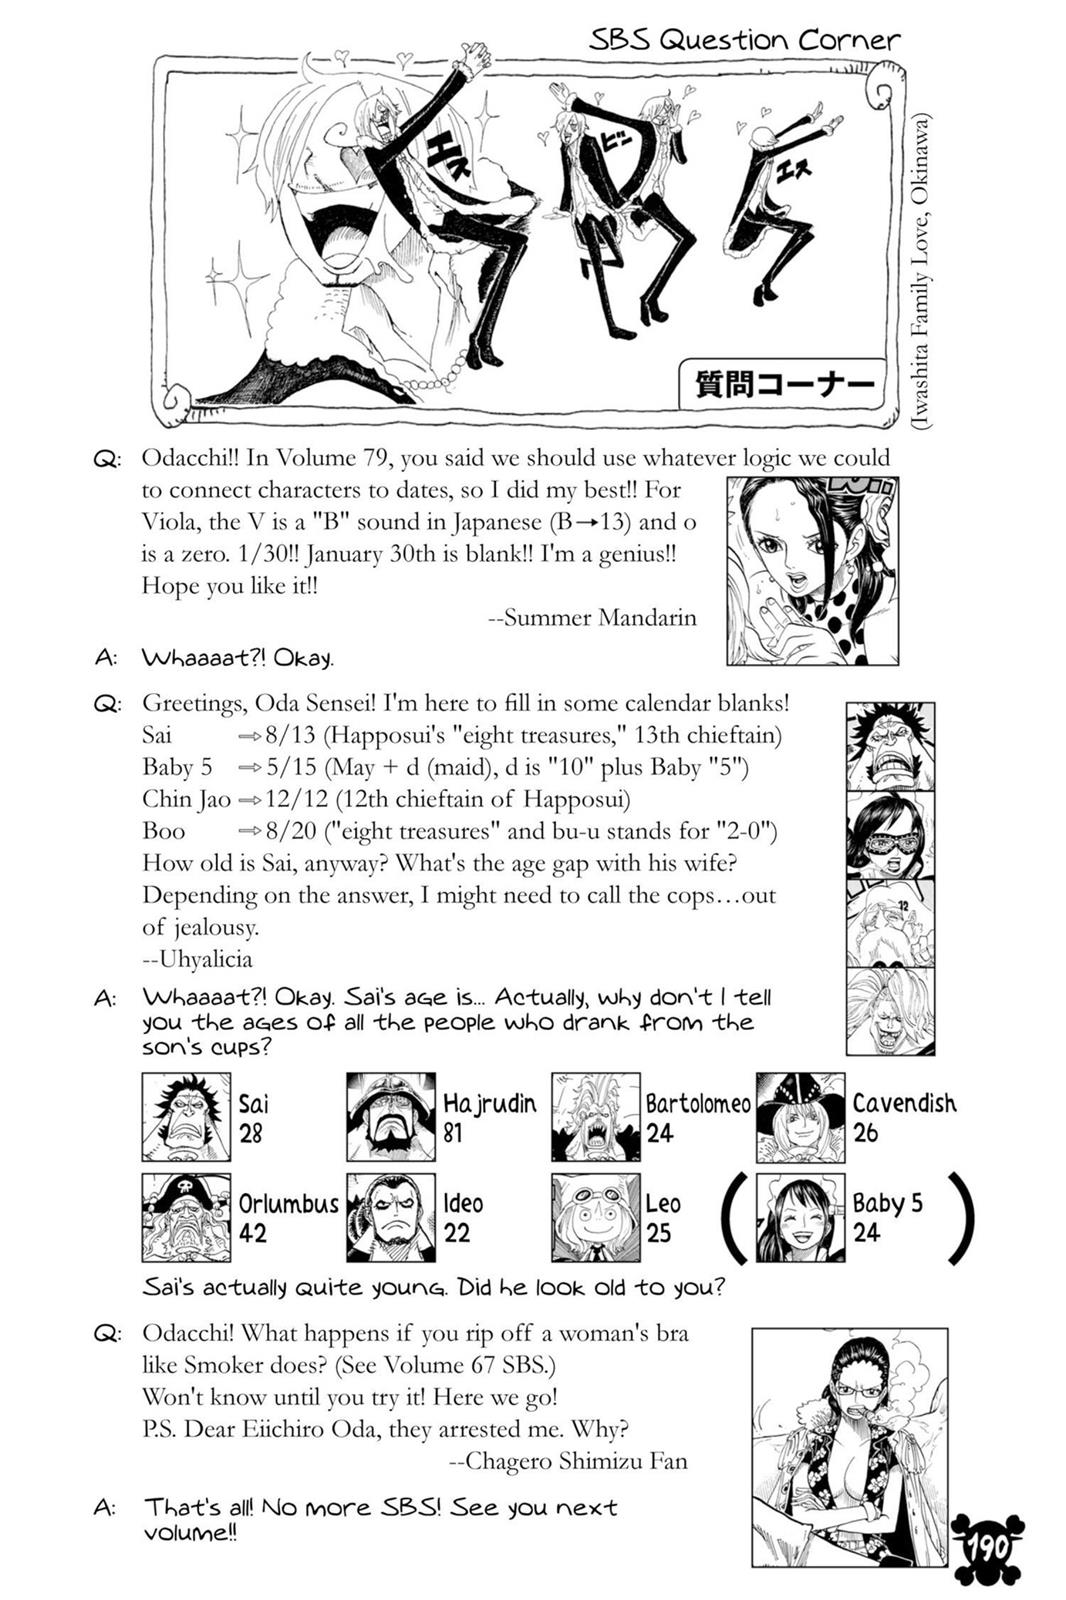 SBS Question Corner
エス
ビー
エス
質問コーナー
(Iwashita Family Love, Okinawa)
Q: Odacchi!! In Volume 79, you said we should use whatever logic we could
to connect characters to dates, so I did my best!! For
Viola, the V is a "B" sound in Japanese (B→13) and o
is a zero. 1/30!! January 30th is blank!! I'm a genius!!
Hope you like it!!
--Summer Mandarin
A: Whaaaat?! Okay.
Q: Greetings, Oda Sensei! I'm here to fill in some calendar blanks!
Sai ⇨8/13 (Happosui's "eight treasures," 13th chieftain)
Baby 5 ⇨5/15 (May + d (maid), d is "10" plus Baby "5")
Chin Jao⇨12/12 (12th chieftain of Happosui)
Boo ⇨8/20 ("eight treasures" and bu-u stands for "2-0")
How old is Sai, anyway? What's the age gap with his wife?
Depending on the answer, I might need to call the cops…out
of jealousy.
--Uhyalicia
12
A: Whaaaat?! Okay. Sai's age is... Actually, why don't I tell
you the ages of all the people who drank from the
son's cups?
Sai
28
Hajrudin
81
Bartolomeo
24
Cavendish
26
Orlumbus
42
Ideo
22
Leo
25
(Baby 5
24)
Sai's actually quite young. Did he look old to you?
Q: Odacchi! What happens if you rip off a woman's bra
like Smoker does? (See Volume 67 SBS.)
Won't know until you try it! Here we go!
P.S. Dear Eiichiro Oda, they arrested me. Why?
--Chagero Shimizu Fan
A: That's all! No more SBS! See you next
volume!!
190